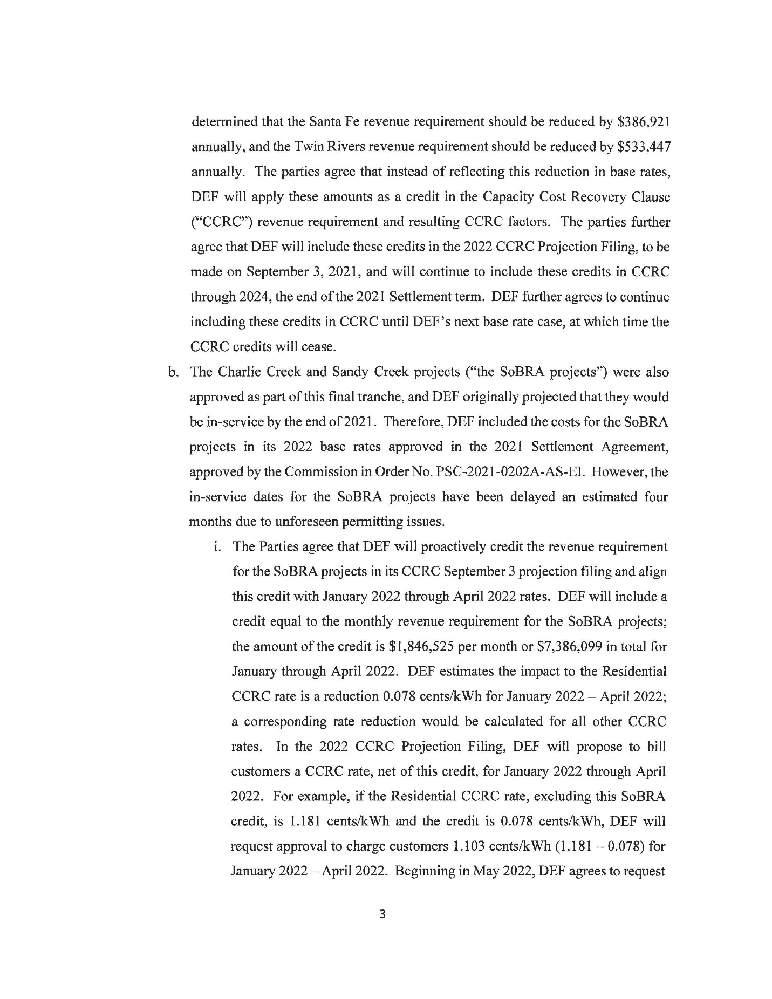 determined that the Santa Fe revenue requirement should be reduced by $386,921
annually, and the Twin Rivers revenue requirement should be reduced by $533,447
annually. The parties agree that instead of reflecting this reduction in base rates,
DEF will apply these amounts as a credit in the Capacity Cost Recovery Clause
(“CCRC”) revenue requirement and resulting CCRC factors. The parties further
agree that DEF will include these credits in the 2022 CCRC Projection Filing, to be
made on September 3, 2021, and will continue to include these credits in CCRC
through 2024, the end of the 2021 Settlement term. DEF further agrees to continue
including these credits in CCRC until DEF’s next base rate case, at which time the
CCRC credits will cease.
b. The Charlie Creek and Sandy Creek projects (“the SoBRA projects”) were also
approved as part of this final tranche, and DEF originally projected that they would
be in-service by the end of 2021. Therefore, DEF included the costs for the SoBRA
projects in its 2022 base rates approved in the 2021 Settlement Agreement,
approved by the Commission in Order No. PSC-2021-0202A-AS-EI. However, the
in-service dates for the SoBRA projects have been delayed an estimated four
months due to unforeseen permitting issues.
i. The Parties agree that DEF will proactively credit the revenue requirement
for the SoBRA projects in its CCRC September 3 projection filing and align
this credit with January 2022 through April 2022 rates. DEF will include a
credit equal to the monthly revenue requirement for the SoBRA projects;
the amount of the credit is $1,846,525 per month or $7,386,099 in total for
January through April 2022. DEF estimates the impact to the Residential
CCRC rate is a reduction 0.078 cents/kWh for January 2022 – April 2022;
a corresponding rate reduction would be calculated for all other CCRC
rates. In the 2022 CCRC Projection Filing, DEF will propose to bill
customers a CCRC rate, net of this credit, for January 2022 through April
2022. For example, if the Residential CCRC rate, excluding this SoBRA
credit, is 1.181 cents/kWh and the credit is 0.078 cents/kWh, DEF will
request approval to charge customers 1.103 cents/kWh (1.181 – 0.078) for
January 2022 – April 2022. Beginning in May 2022, DEF agrees to request
3